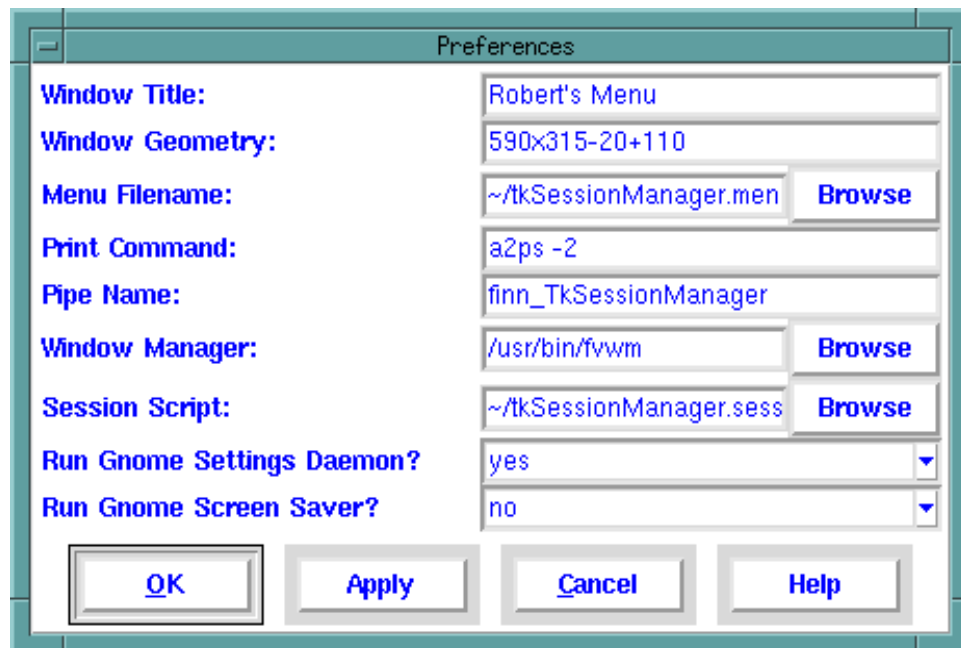 Preferences
Window Title: Robert's Menu
Window Geometry: 590x315-20+110
Menu Filename: ~/tkSessionManager.men Browse
Print Command: a2ps -2
Pipe Name: finn_TkSessionManager
Window Manager: /usr/bin/fvwm Browse
Session Script: ~/tkSessionManager.sess Browse
Run Gnome Settings Daemon? yes
Run Gnome Screen Saver? no
OK Apply Cancel Help